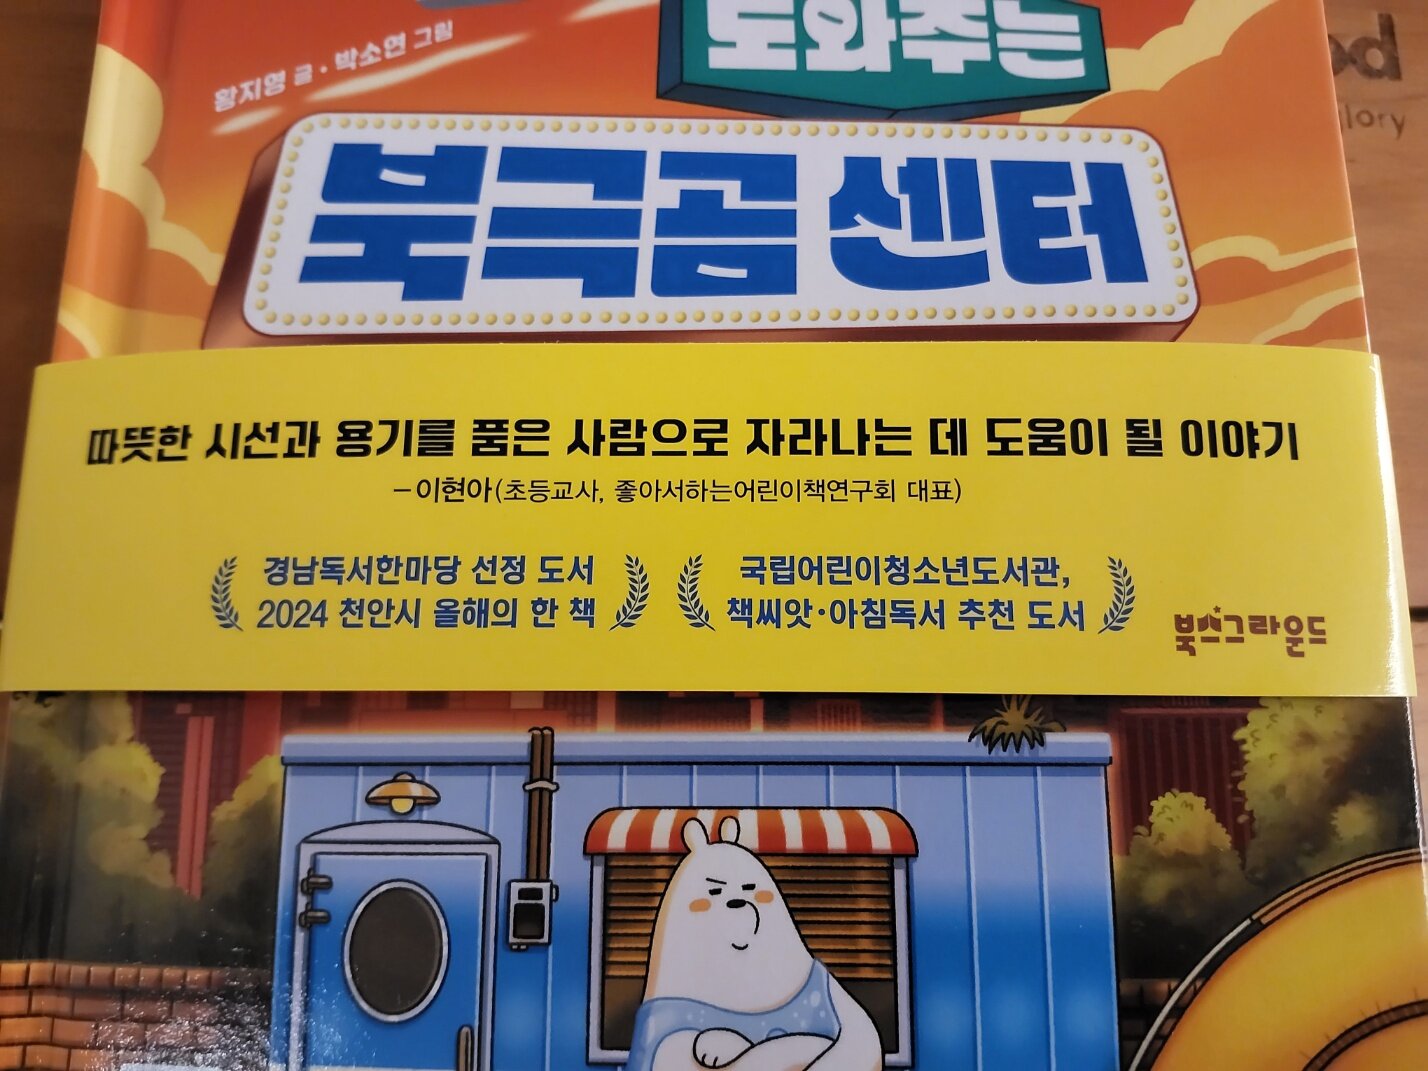 도와주는
황지영 글・박소연 그림
북극곰 센터
따뜻한 시선과 용기를 품은 사람으로 자라나는 데 도움이 될 이야기
–이현아(초등교사, 좋아서하는어린이책연구회 대표)
경남독서한마당 선정 도서
2024 천안시 올해의 한 책
국립어린이청소년도서관,
책씨앗·아침독서 추천 도서
북스그라운드